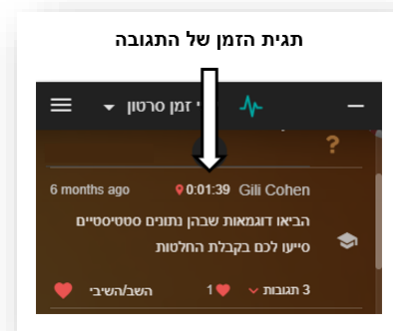 תגית הזמן של התגובה
י זמן סרטון
Gili Cohen 0:01:39 6 months ago
הביאו דוגמאות שבהן נתונים סטטיסטיים
סייעו לכם בקבלת החלטות
3 תגובות 1 השב/השיבי